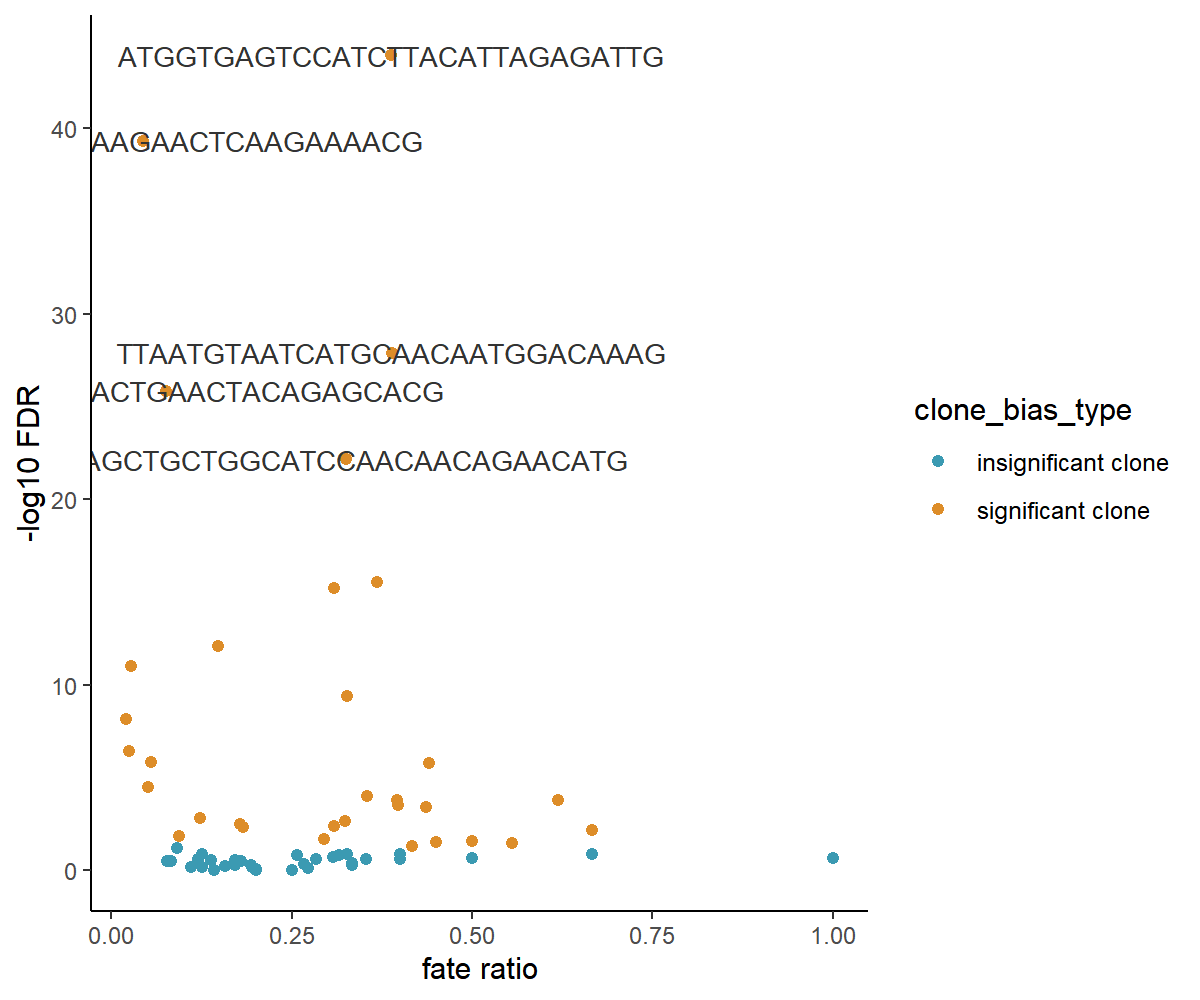 ATGGTGAGTCCATCTTACATTAGAGATTG
40
AAGAACTCAAGAAAACG
30
TTAATGTAATCATGCAACAATGGACAAAG
ACTGAACTACAGAGCACG
AGCTGCTGGCATCCAACAACAGAACATG
20
10
0
-log10 FDR
0.00 0.25 0.50 0.75 1.00
fate ratio
clone_bias_type
insignificant clone
significant clone